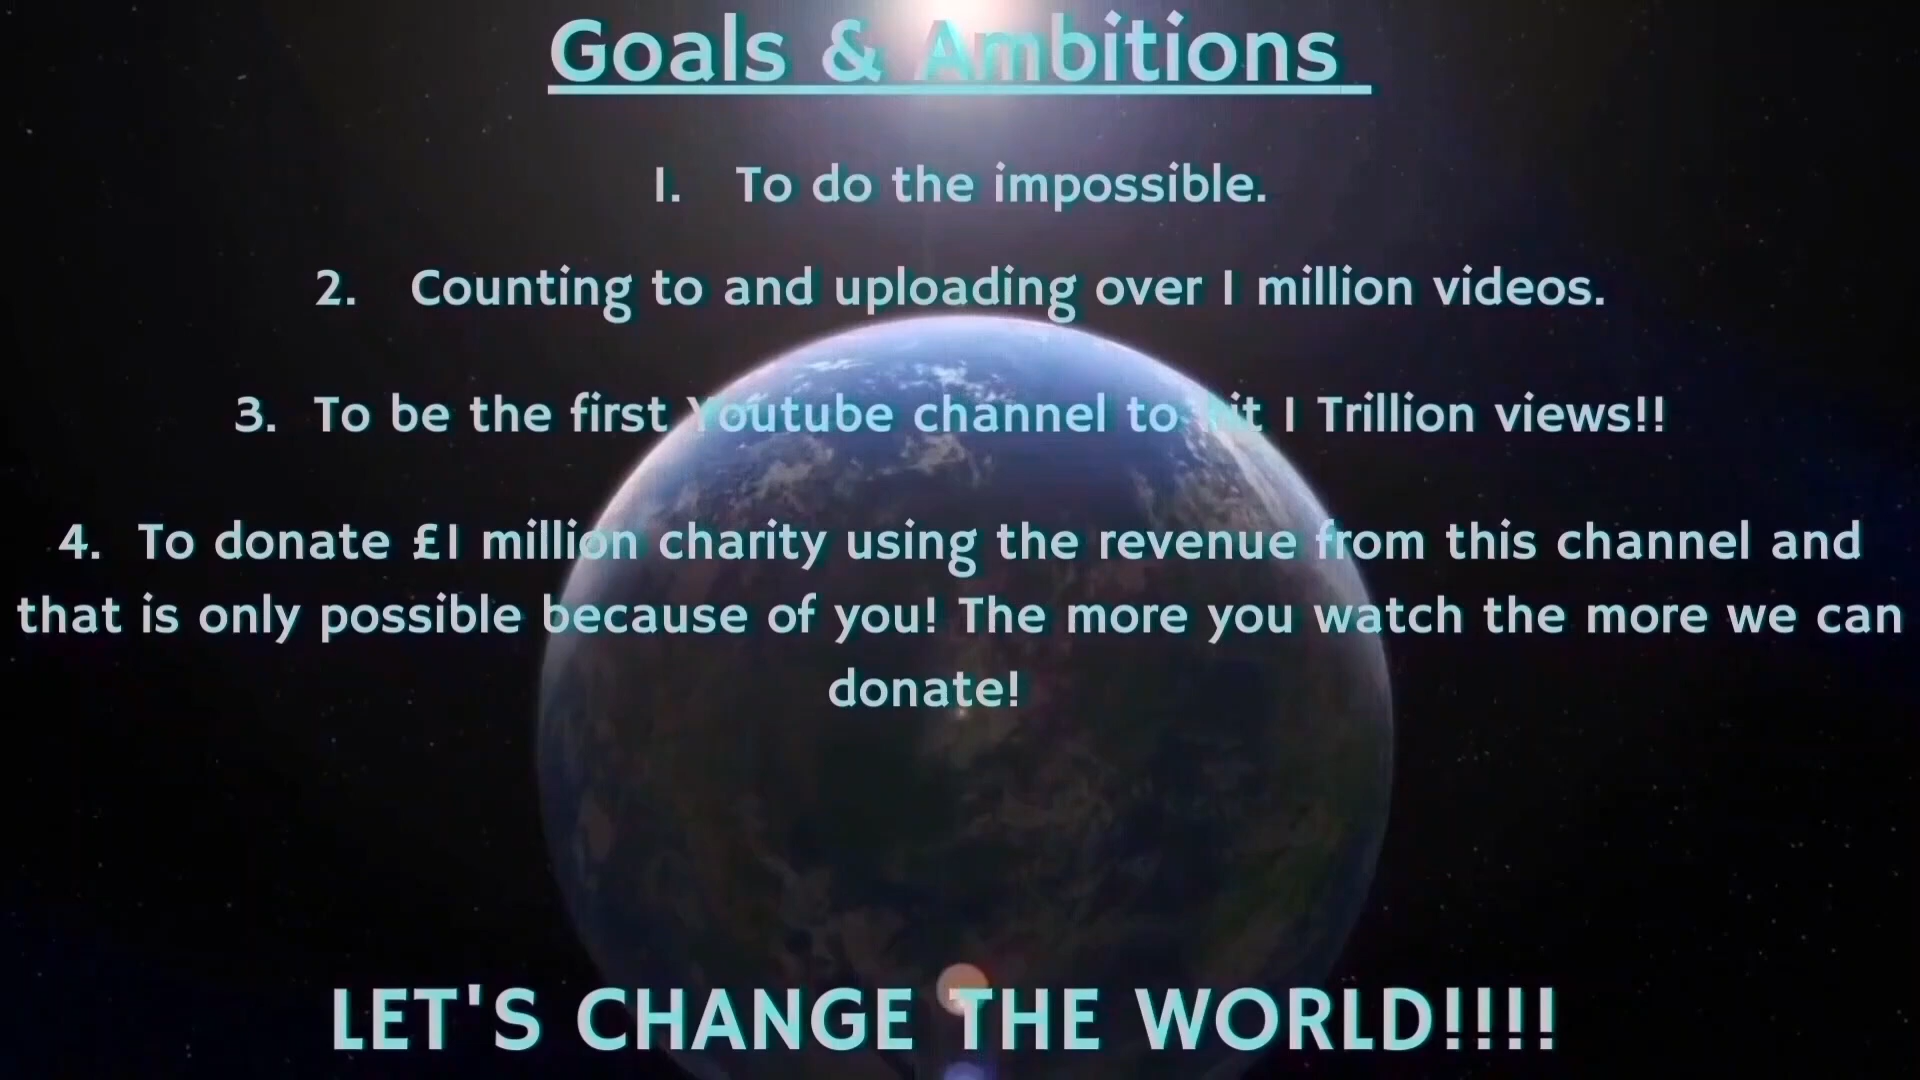 Goals & Ambitions
1. To do the impossible.
2. Counting to and uploading over 1 million videos.
3. To be the first Youtube channel to hit 1 Trillion views!!
4. To donate £1 million charity using the revenue from this channel and
that is only possible because of you! The more you watch the more we can
donate!
LET'S CHANGE THE WORLD!!!!